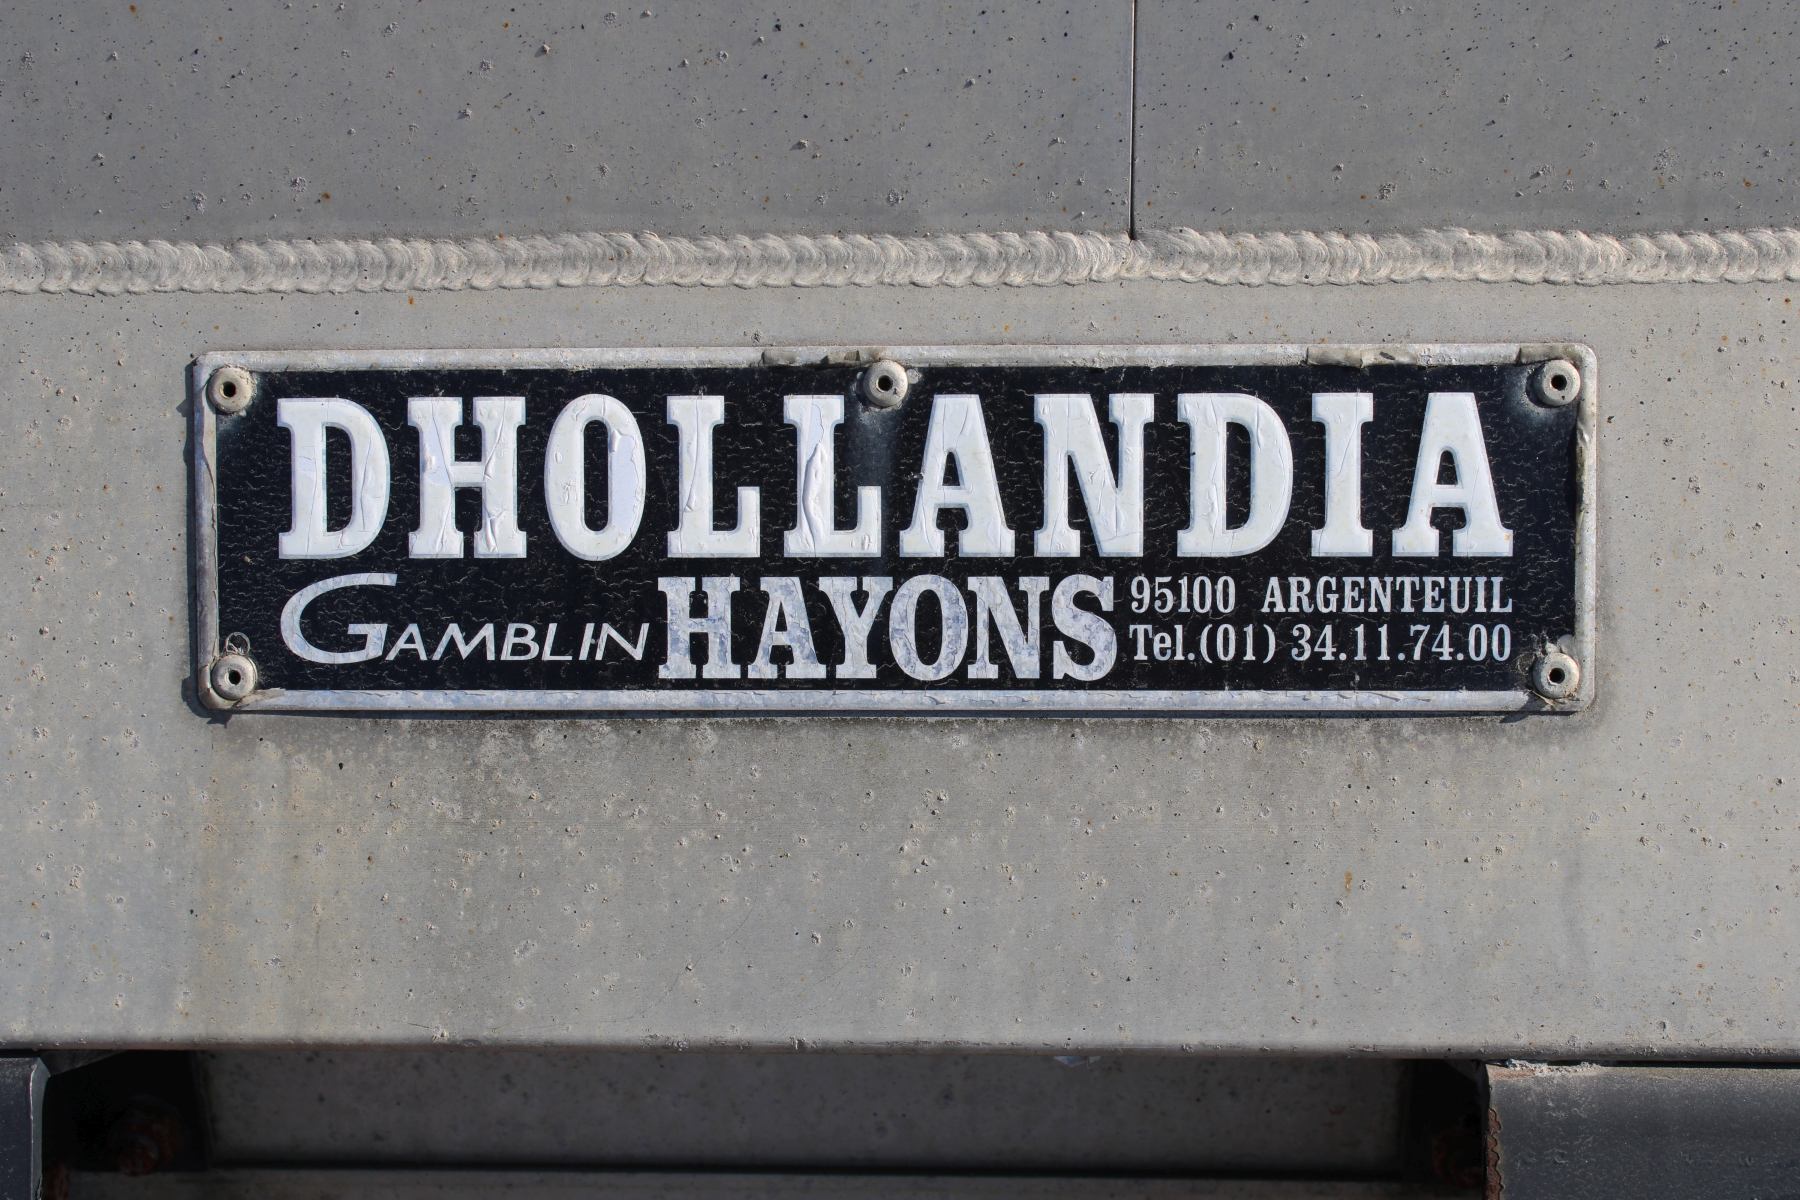 DHOLLANDIA
GAMBLIN HAYONS 95100 ARGENTEUIL
Tel.(01) 34.11.74.00